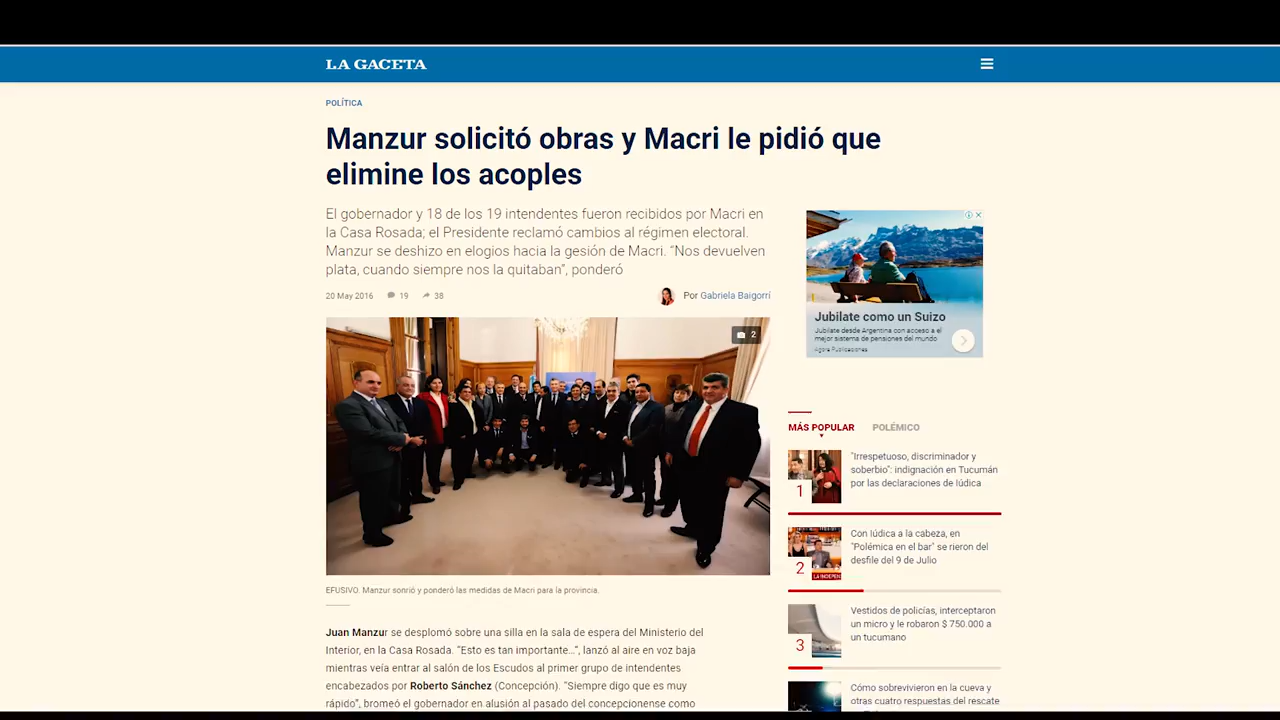 LA GACETA
POLÍTICA
Manzur solicitó obras y Macri le pidió que
elimine los acoples
El gobernador y 18 de los 19 intendentes fueron recibidos por Macri en
la Casa Rosada; el Presidente reclamó cambios al régimen electoral.
Manzur se deshizo en elogios hacia la gesión de Macri. “Nos devuelven
plata, cuando siempre nos la quitaban”, ponderó
20 May 2016 19 38
Por Gabriela Baigorrí
2
EFUSIVO. Manzur sonrió y ponderó las medidas de Macri para la provincia.
Juan Manzur se desplomó sobre una silla en la sala de espera del Ministerio del
Interior, en la Casa Rosada. “Esto es tan importante...”, lanzó al aire en voz baja
mientras veía entrar al salón de los Escudos al primer grupo de intendentes
encabezados por Roberto Sánchez (Concepción). “Siempre digo que es muy
rápido”, bromeó el gobernador en alusión al pasado del concepcionense como
Jubílate como un Suizo
Jubílate desde Argentina con acceso a el
mejor sistema de pensiones del mundo
Agora Publicaciones
MÁS POPULAR POLÉMICO
1
"Irrespetuoso, discriminador y
soberbio": indignación en Tucumán
por las declaraciones de Iúdica
2
LA INDEPEN
Con Iúdica a la cabeza, en
"Polémica en el bar" se rieron del
desfile del 9 de Julio
3
Vestidos de policías, interceptaron
un micro y le robaron $ 750.000 a
un tucumano
Cómo sobrevivieron en la cueva y
otras cuatro respuestas del rescate